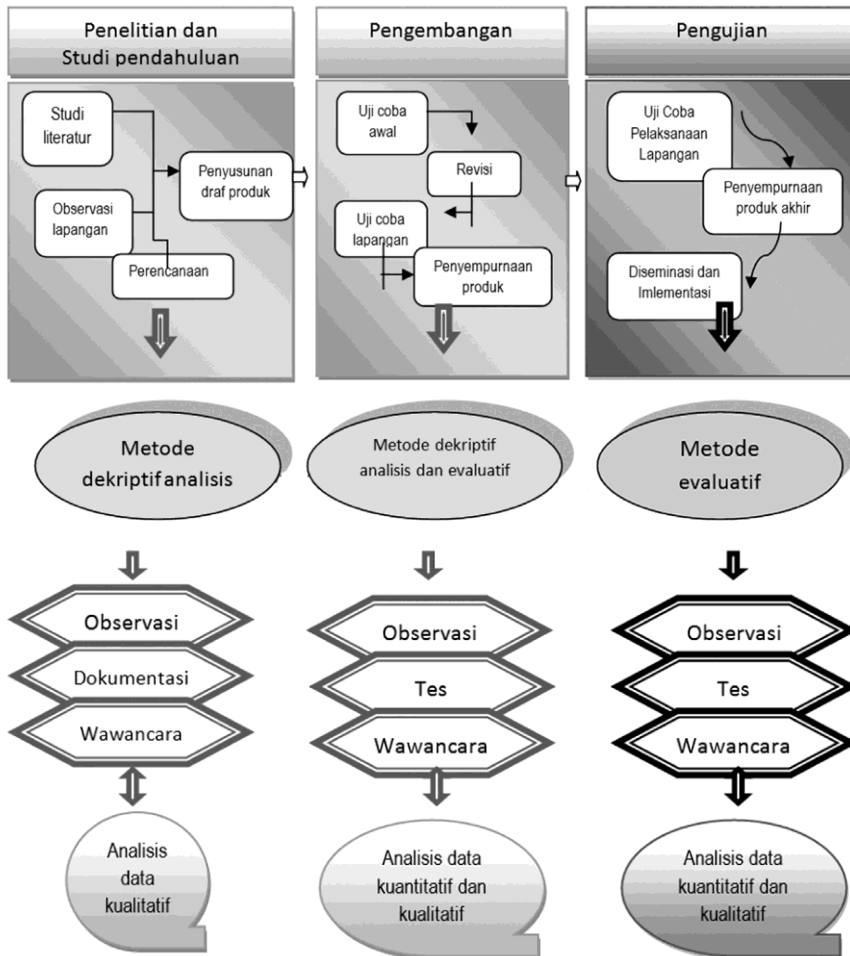 Penelitian dan
Studi pendahuluan
Studi
literatur
Penyusunan
draf produk
Observasi
lapangan
Perencanaan
Metode
dekriptif analisis
Observasi
Dokumentasi
Wawancara
Analisis
data
kualitatif
Pengembangan
Uji coba
awal
Revisi
Uji coba
lapangan
Penyempurnaan
produk
Metode dekriptif
analisis dan evaluatif
Observasi
Tes
Wawancara
Analisis data
kuantitatif dan
kualitatif
Pengujian
Uji Coba
Pelaksanaan
Lapangan
Penyempurnaan
produk akhir
Diseminasi dan
Imlementasi
Metode
evaluatif
Observasi
Tes
Wawancara
Analisis data
kuantitatif dan
kualitatif